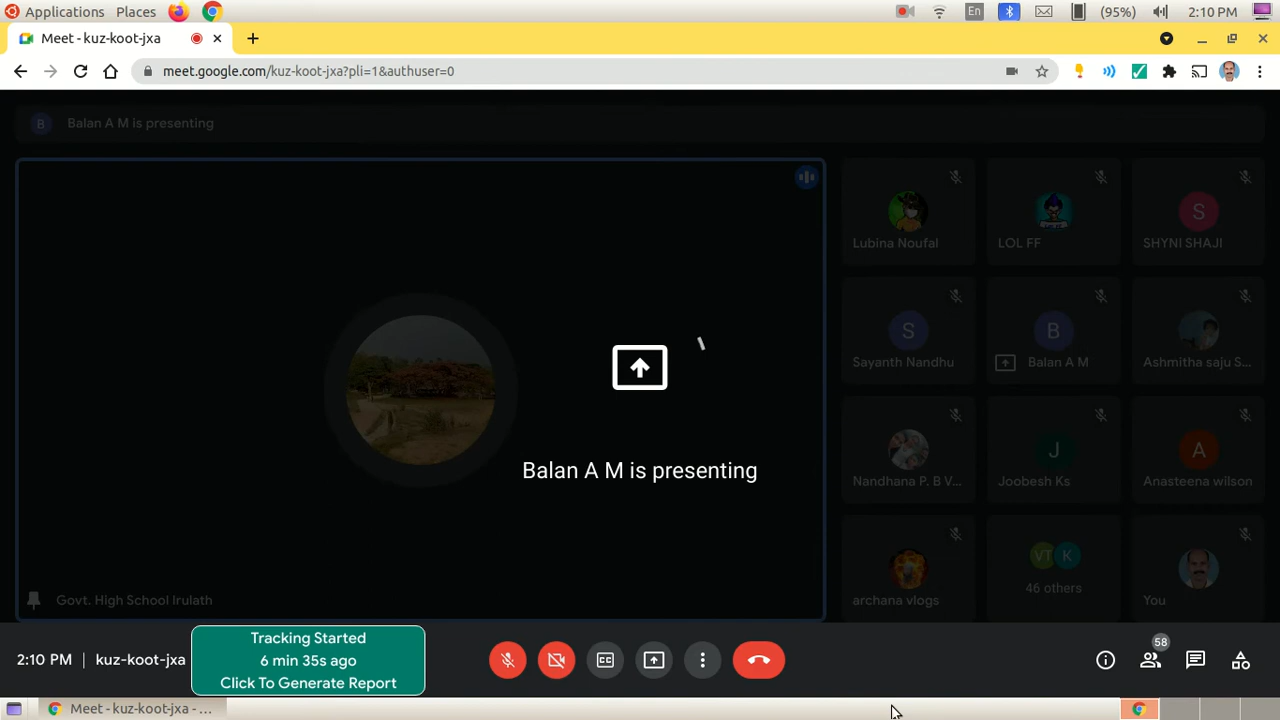 Applications Places En (95%) 2:10 PM
Meet - kuz-koot-jxa
meet.google.com/kuz-koot-jxa?pli=1&authuser=0
B Balan A M is presenting
Lubina Noufal
LOL FF
S
SHYNI SHAJI
S
Sayanth Nandhu
B
Balan A M
Ashmitha saju S...
Balan A M is presenting
Nandhana P. B V...
J
Joobesh Ks
A
Anasteena wilson
archana vlogs
VT K
46 others
You
Govt. High School Irulath
2:10 PM kuz-koot-jxa
Tracking Started
6 min 35s ago
Click To Generate Report
CC
58
Meet - kuz-koot-jxa - ...